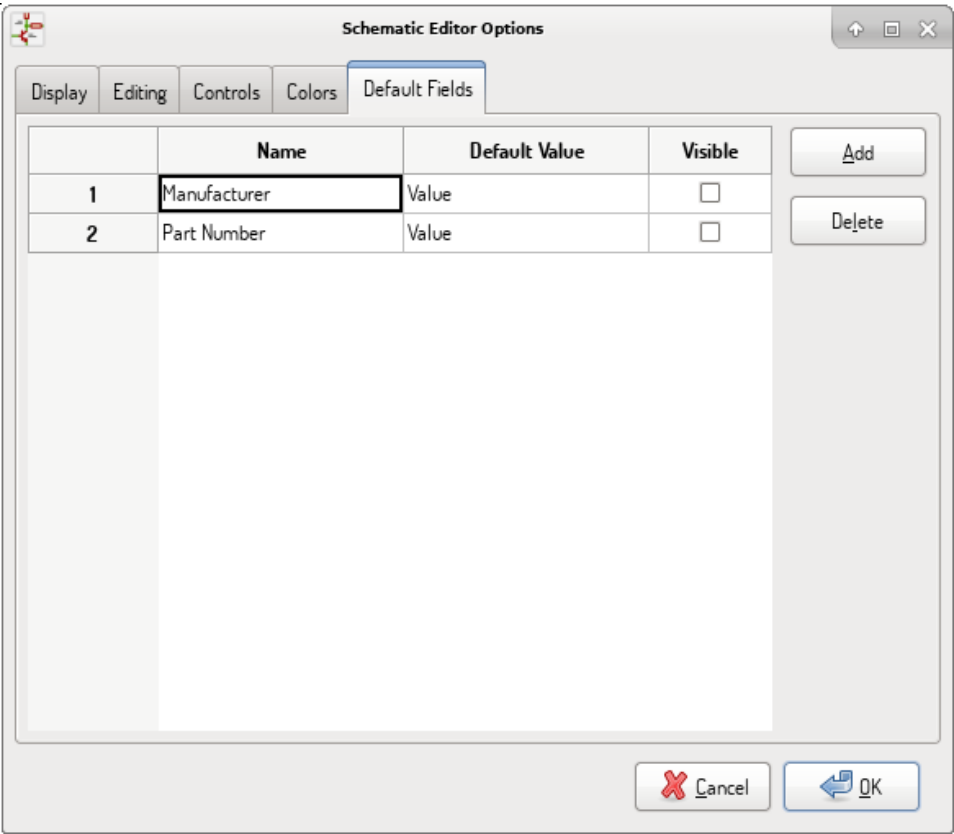 Schematic Editor Options
Display Editing Controls Colors Default Fields
Name Default Value Visible Add
1 Manufacturer Value
Delete
2 Part Number Value
Cancel OK